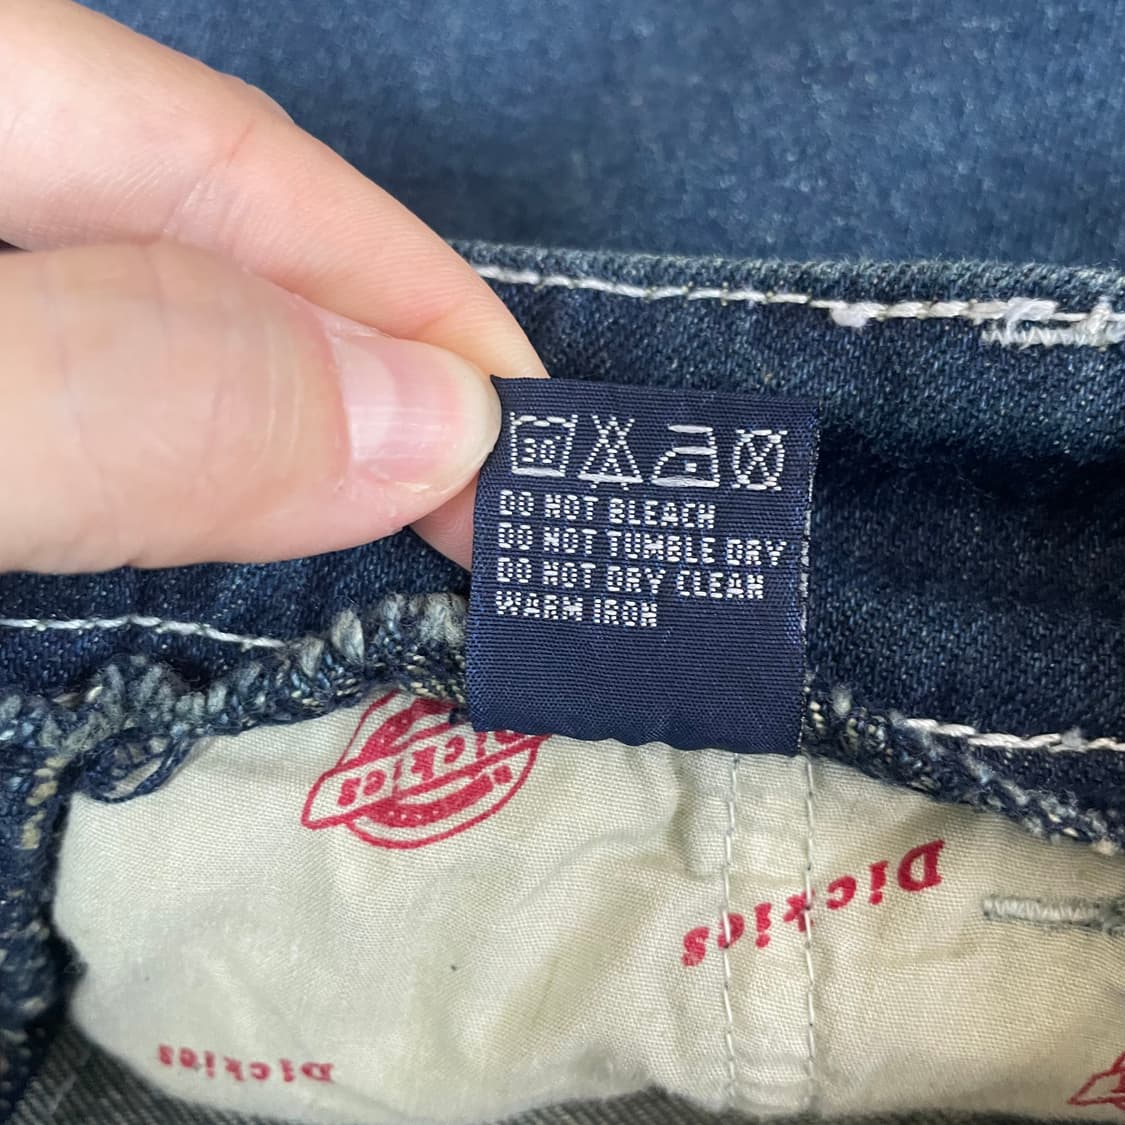 30
DO NOT BLEACH
DO NOT TUMBLE DRY
DO NOT DRY CLEAN
WARM IRON
Dickies
Dickies
Dickies